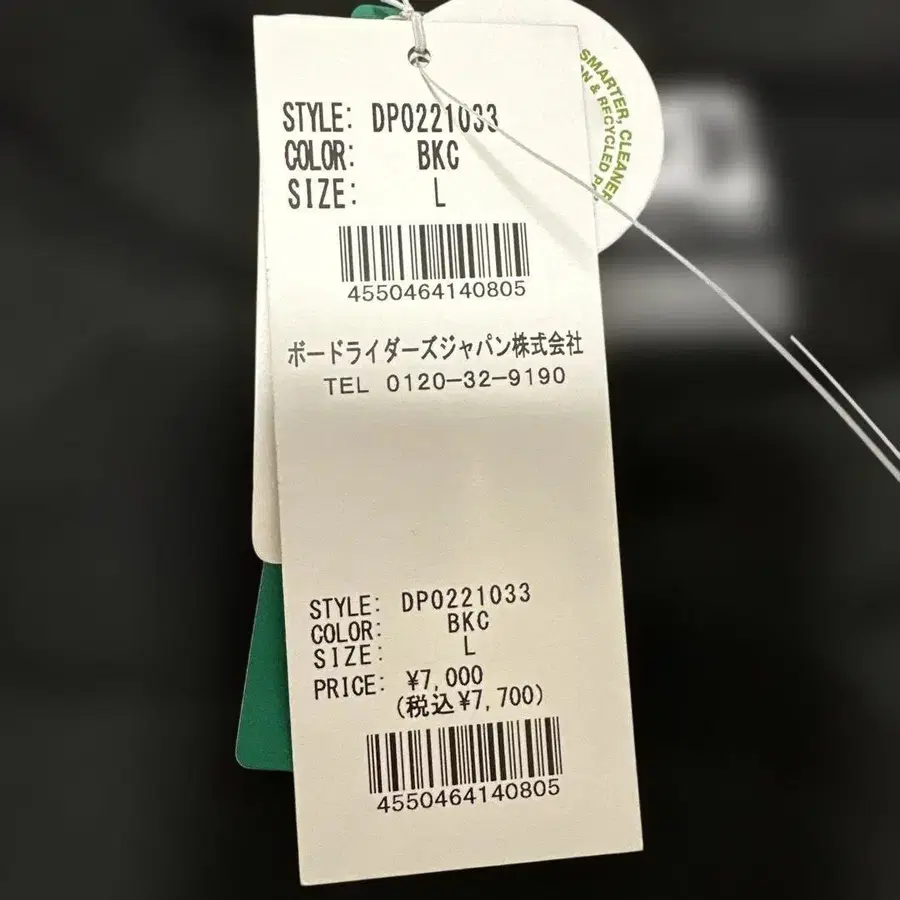 STYLE: DP0221033
COLOR: BKC
SIZE: L
4550464140805
ボードライダーズジャパン株式会社
TEL 0120-32-9190
STYLE: DP0221033
COLOR: BKC
SIZE: L
PRICE: ¥7,000
(税込¥7,700)
4550464140805
SMARTER, CLEANER
& RECYCLED